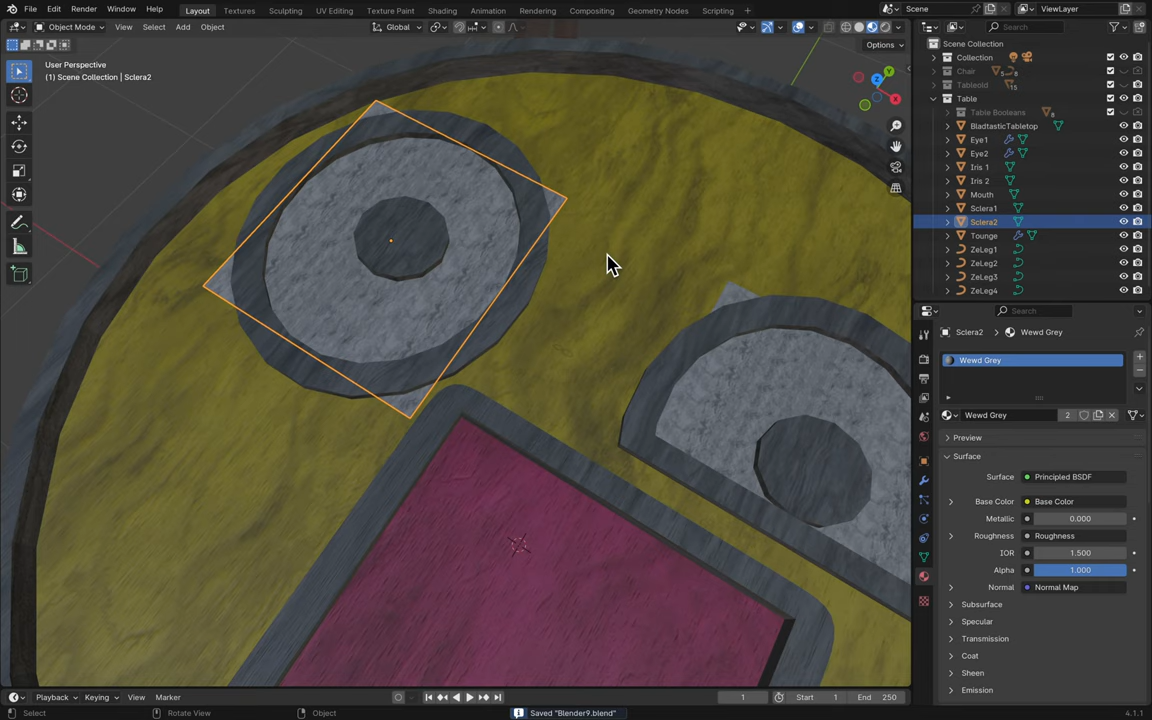 File Edit Render Window Help Layout Textures Sculpting UV Editing Texture Paint Shading Animation Rendering Compositing Geometry Nodes Scripting Scene ViewLayer
Object Mode View Select Add Object Global
Options
User Perspective
(1) Scene Collection | Sclera2
Z
Y
X
Scene Collection
Collection
Chair 5 8
Tableold 15
Table
Table Booleans 8
BladtasticTabletop
Eye1
Eye2
Iris 1
Iris 2
Mouth
Sclera1
Sclera2
Tounge
ZeLeg1
ZeLeg2
ZeLeg3
ZeLeg4
Search
Sclera2 > Wewd Grey
Wewd Grey
Wewd Grey 2
Preview
Surface
Surface Principled BSDF
Base Color Base Color
Metallic 0.000
Roughness Roughness
IOR 1.500
Alpha 1.000
Normal Normal Map
Subsurface
Specular
Transmission
Coat
Sheen
Emission
Playback Keying View Marker 1 Start 1 End 250
Select Rotate View Object Saved "Blender9.blend" 4.1.1